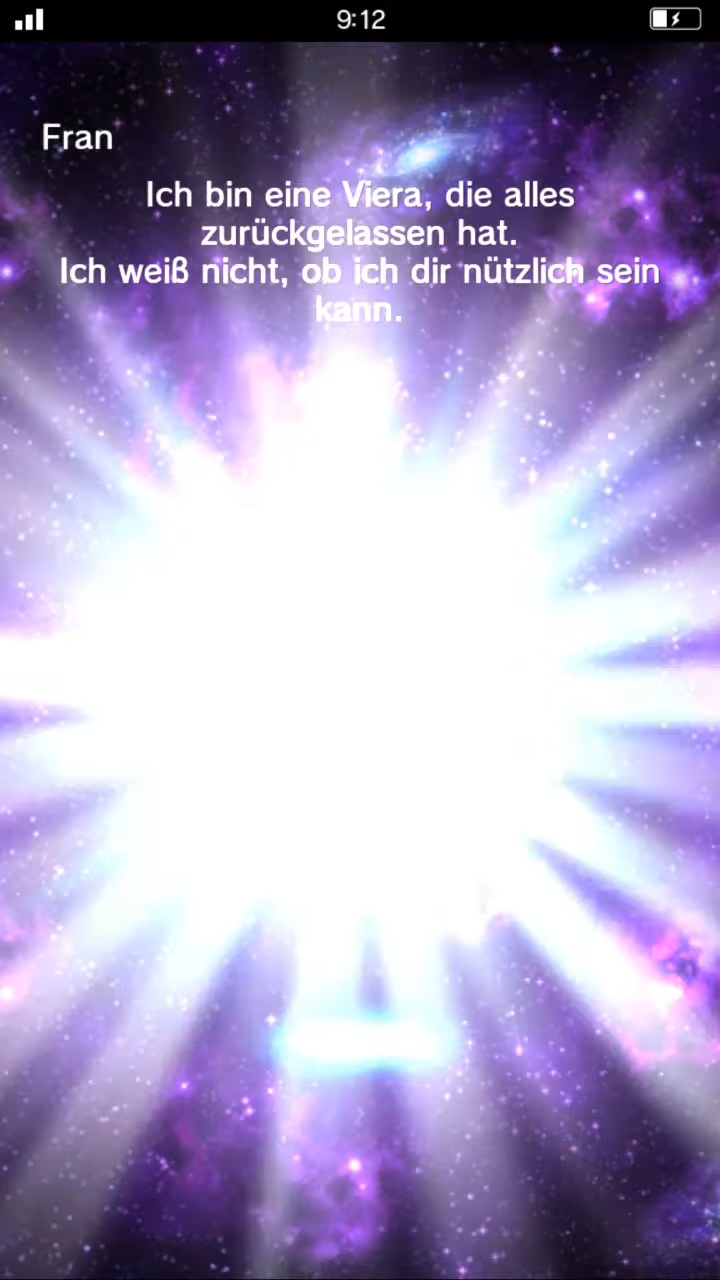 9:12
Fran
Ich bin eine Viera, die alles
zurückgelassen hat.
Ich weiß nicht, ob ich dir nützlich sein
kann.